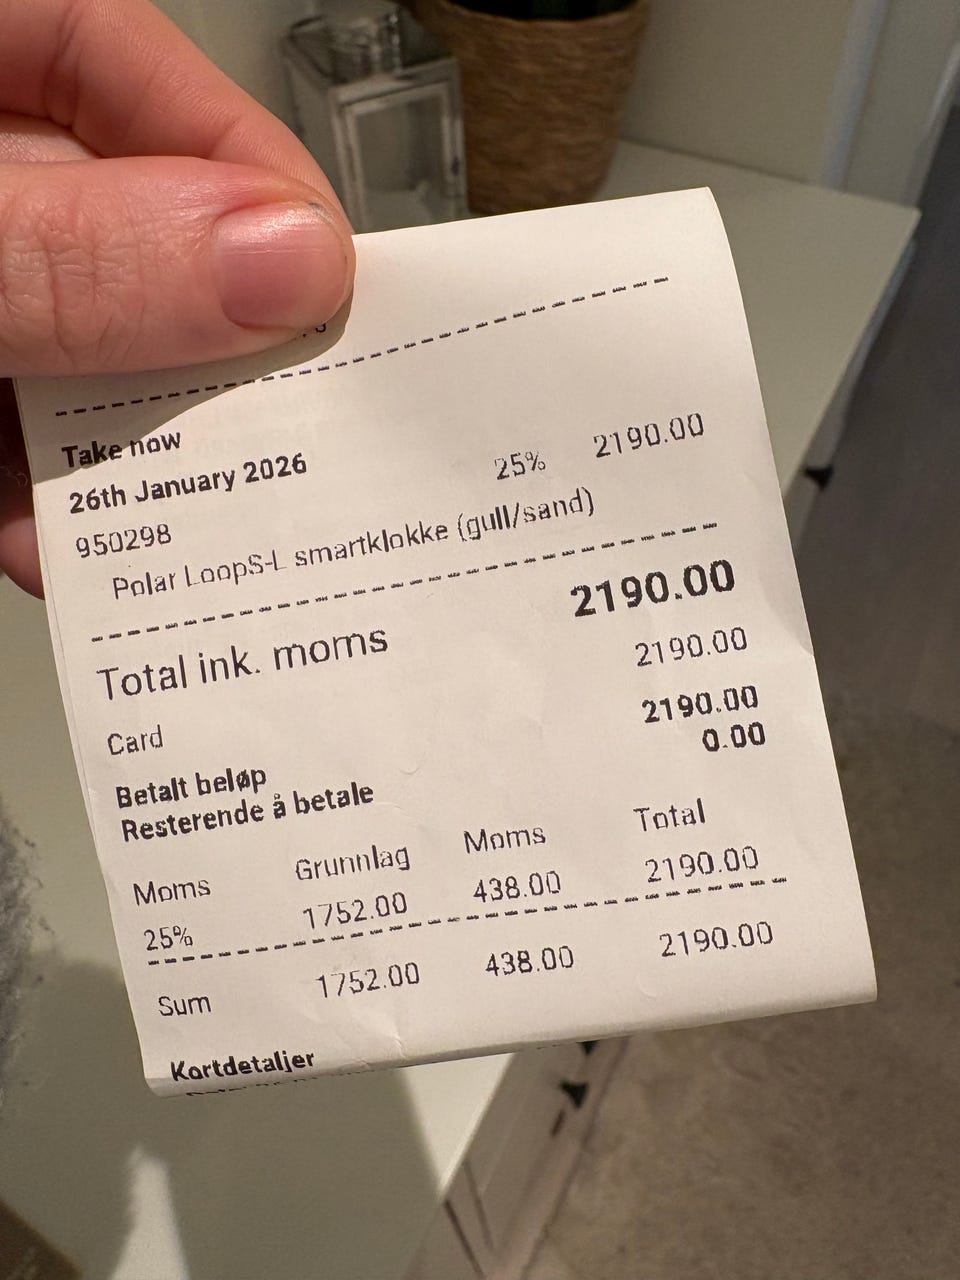 Take now
26th January 2026
950298 25% 2190.00
Polar LoopS-L smartklokke (gull/sand)
Total ink. moms 2190.00
Card 2190.00
Betalt beløp 2190.00
Resterende å betale 0.00
Moms Grunnlag Moms Total
25% 1752.00 438.00 2190.00
Sum 1752.00 438.00 2190.00
Kortdetaljer